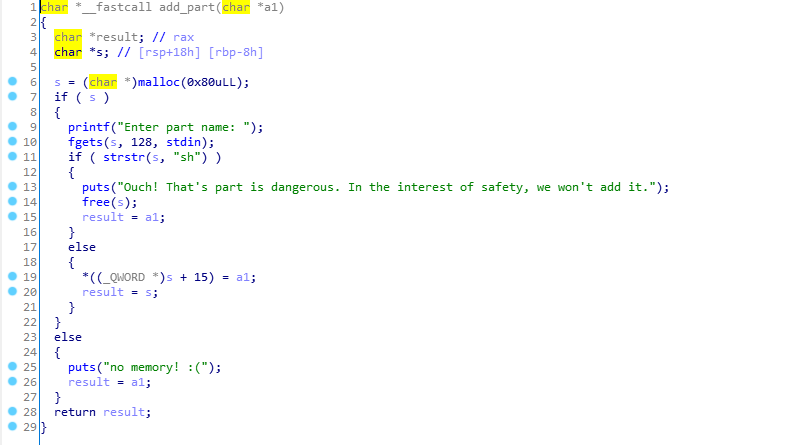 1 char *__fastcall add_part(char *a1)
2 {
3 char *result; // rax
4 char *s; // [rsp+18h] [rbp-8h]
5
6 s = (char *)malloc(0x80uLL);
7 if ( s )
8 {
9 printf("Enter part name: ");
10 fgets(s, 128, stdin);
11 if ( strstr(s, "sh") )
12 {
13 puts("Ouch! That's part is dangerous. In the interest of safety, we won't add it.");
14 free(s);
15 result = a1;
16 }
17 else
18 {
19 *((_QWORD *)s + 15) = a1;
20 result = s;
21 }
22 }
23 else
24 {
25 puts("no memory! :(");
26 result = a1;
27 }
28 return result;
29 }